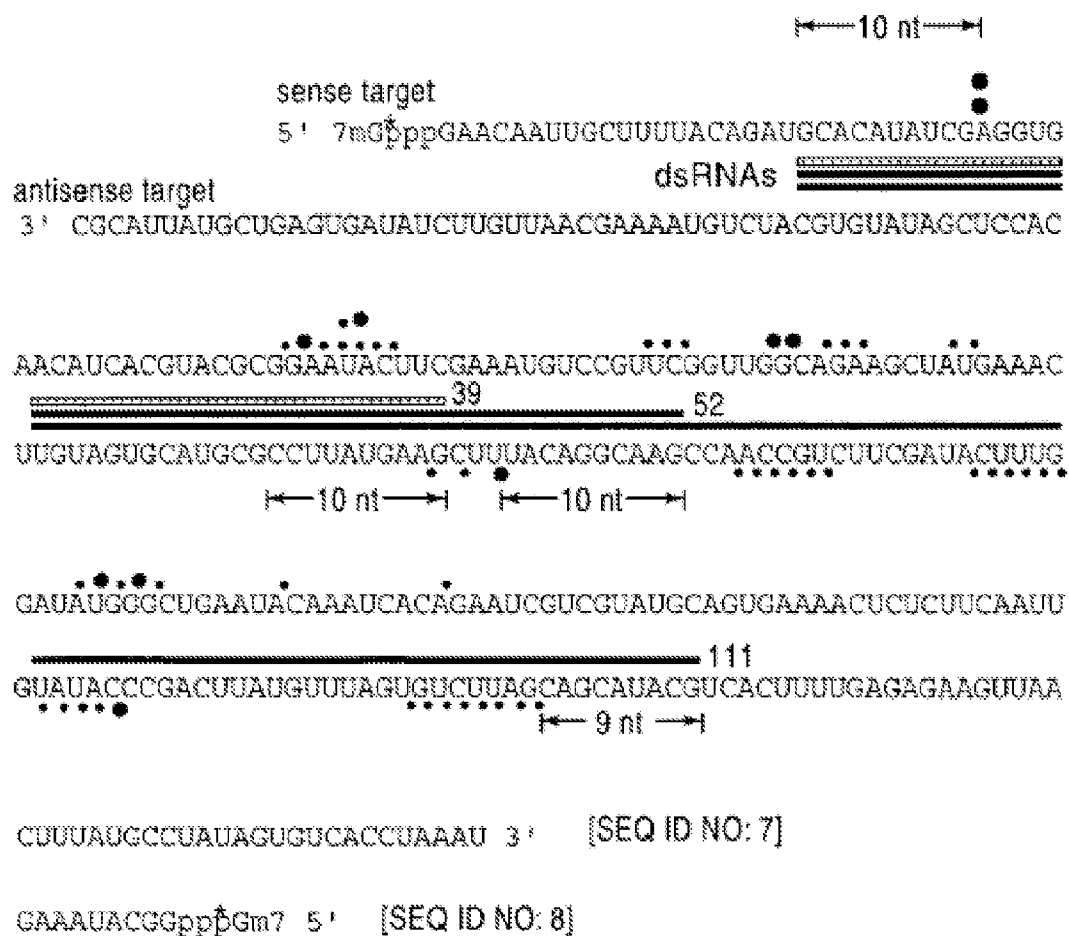 10 nt
sense target
5' 7mGpppGAACAAUUGCUUUUACAGAUGCACAUAUCGAGGUG
dsRNAs
antisense target
3' CGCAUUAUGCUGAGUGAUAUCUUGUUAACGAAAAUGUCUACGUGUAUAGCUCCAC
AACAUCACGUACGCGGAAUACUUCGAAAUGUCCGUUCGGUUGGCAGAAGCUAUGAAAC
39
52
UUGUAGUGCAUGCGCCUUAUGAAGCUUUACAGGCAAGCCAACCGUCUUCGAUACUUUG
10 nt 10 nt
GAUAUGGGCUGAAUACAAAUCACAGAAUCGUCGUAUGCAGUGAAAACUCUCUUCAAUU
111
GUAUACCCGACUUAUGUUUAGUGUCUUAGCAGCAUACGUCACUUUUGAGAGAAGUUAA
9 nt
CUUUAUGCCUAUAGUGUCACCUAAAU 3' [SEQ ID NO: 7]
GAAAUACGGpppGm7 5' [SEQ ID NO: 8]